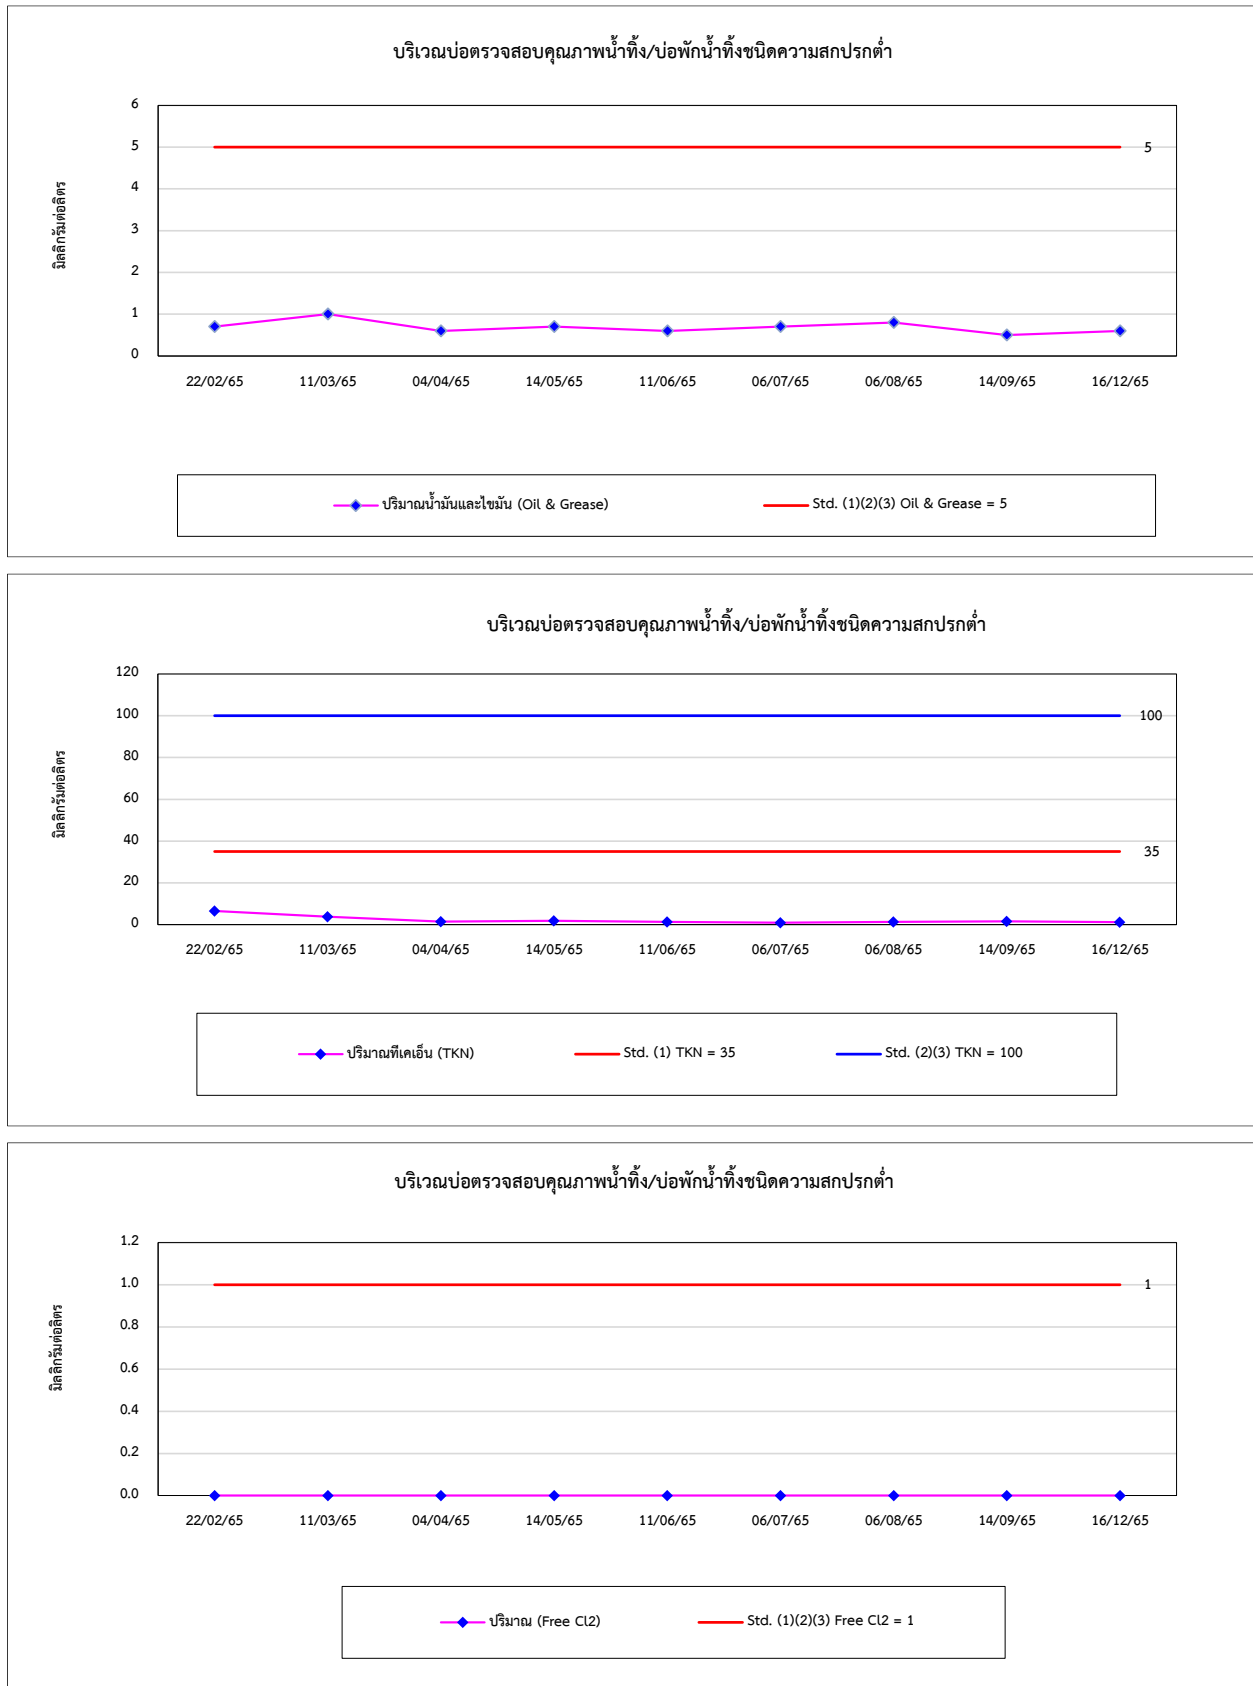 บริเวณบ่อตรวจสอบคุณภาพน้ำทิ้ง/บ่อพักน้ำทิ้งชนิดความสกปรกต่ำ
มิลลิกรัมต่อลิตร
6
5
4
3
2
1
0
5
22/02/65 11/03/65 04/04/65 14/05/65 11/06/65 06/07/65 06/08/65 14/09/65 16/12/65
ปริมาณน้ำมันและไขมัน (Oil & Grease) Std. (1)(2)(3) Oil & Grease = 5
บริเวณบ่อตรวจสอบคุณภาพน้ำทิ้ง/บ่อพักน้ำทิ้งชนิดความสกปรกต่ำ
มิลลิกรัมต่อลิตร
120
100
80
60
40
20
0
100
35
22/02/65 11/03/65 04/04/65 14/05/65 11/06/65 06/07/65 06/08/65 14/09/65 16/12/65
ปริมาณทีเคเอ็น (TKN) Std. (1) TKN = 35 Std. (2)(3) TKN = 100
บริเวณบ่อตรวจสอบคุณภาพน้ำทิ้ง/บ่อพักน้ำทิ้งชนิดความสกปรกต่ำ
มิลลิกรัมต่อลิตร
1.2
1.0
0.8
0.6
0.4
0.2
0.0
1
22/02/65 11/03/65 04/04/65 14/05/65 11/06/65 06/07/65 06/08/65 14/09/65 16/12/65
ปริมาณ (Free Cl2) Std. (1)(2)(3) Free Cl2 = 1